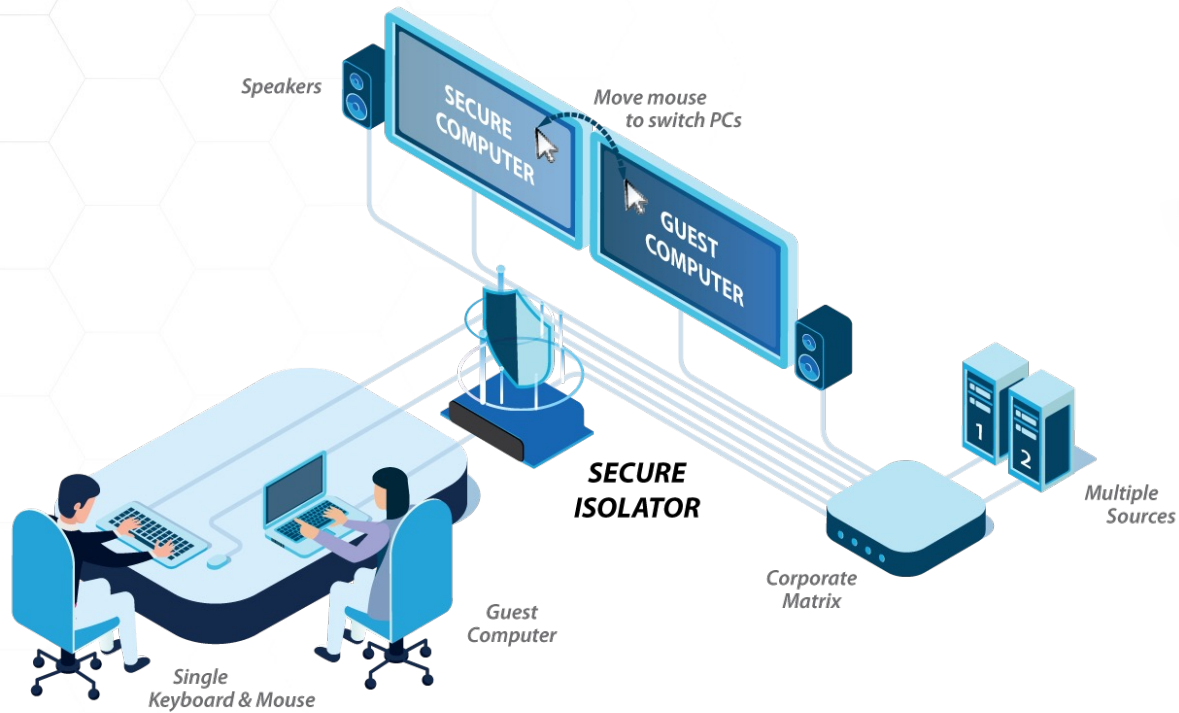 Speakers
SECURE
COMPUTER
Move mouse
to switch PCs
GUEST
COMPUTER
1
2
SECURE
ISOLATOR
Multiple
Sources
Corporate
Matrix
Guest
Computer
Single
Keyboard & Mouse